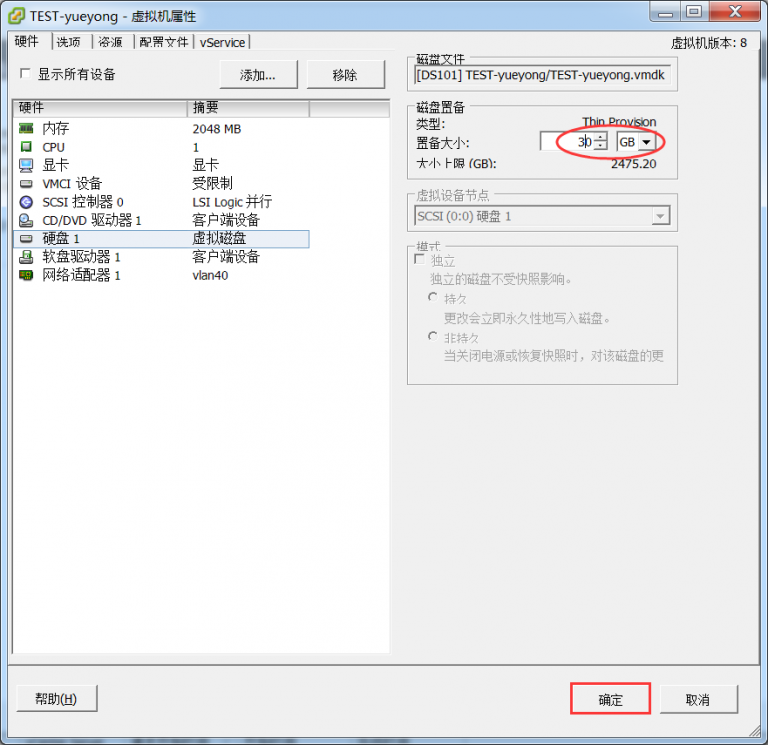 TEST-yueyong - 虚拟机属性
硬件 选项 资源 配置文件 vService 虚拟机版本: 8
显示所有设备 添加... 移除
硬件 摘要
内存 2048 MB
CPU 1
显卡 显卡
VMCI 设备 受限制
SCSI 控制器 0 LSI Logic 并行
CD/DVD 驱动器 1 客户端设备
硬盘 1 虚拟磁盘
软盘驱动器 1 客户端设备
网络适配器 1 vlan40
磁盘文件
[DS101] TEST-yueyong/TEST-yueyong.vmdk
磁盘置备
类型: Thin Provision
置备大小: 30 GB
大小上限 (GB): 2475.20
虚拟设备节点
SCSI (0:0) 硬盘 1
模式
独立
独立的磁盘不受快照影响。
持久
更改会立即永久性地写入磁盘。
非持久
当关闭电源或恢复快照时，对该磁盘的更
帮助(H) 确定 取消